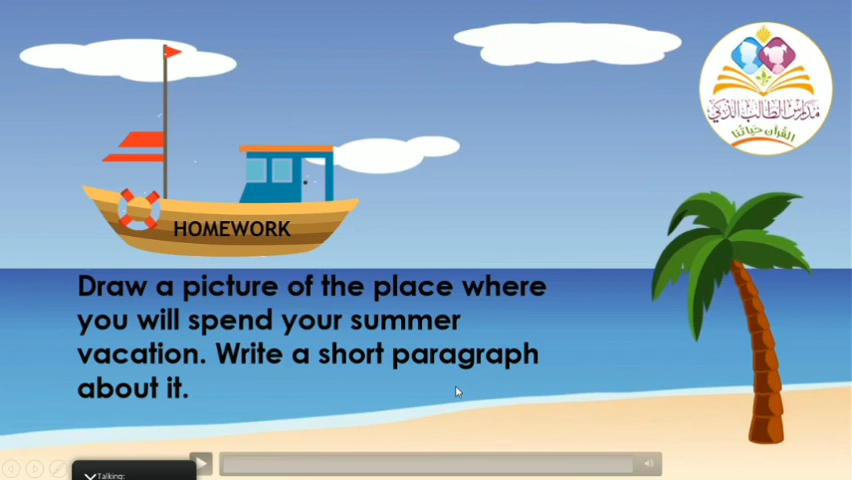 مدارس الطالب الذكي
القرآن حياتنا
HOMEWORK
Draw a picture of the place where
you will spend your summer
vacation. Write a short paragraph
about it.
Talking: